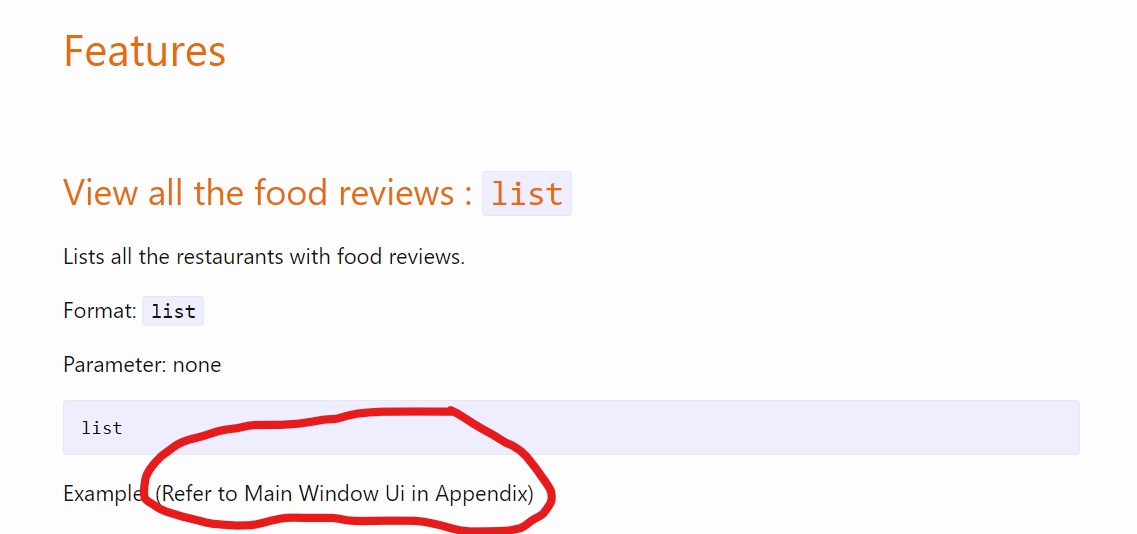 Features
View all the food reviews : list
Lists all the restaurants with food reviews.
Format: list
Parameter: none
list
Example (Refer to Main Window Ui in Appendix)